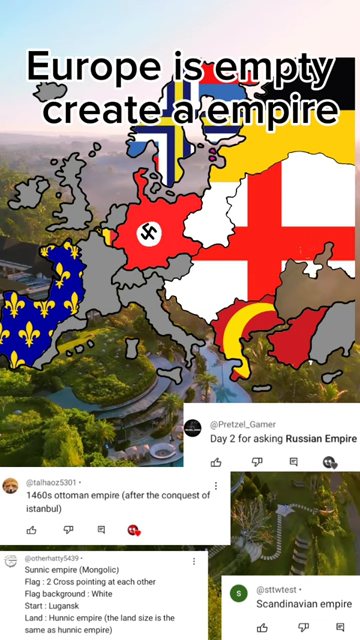 Europe is empty
create a empire
@Pretzel_Gamer
Day 2 for asking Russian Empire
@talhaoz5301 •
1460s ottoman empire (after the conquest of
istanbul)
@otherhatty5439 •
Sunnic empire (Mongolic)
Flag : 2 Cross pointing at each other
Flag background : White
Start : Lugansk
Land : Hunnic empire (the land size is the
same as hunnic empire)
S
@sttwtest •
Scandinavian empire